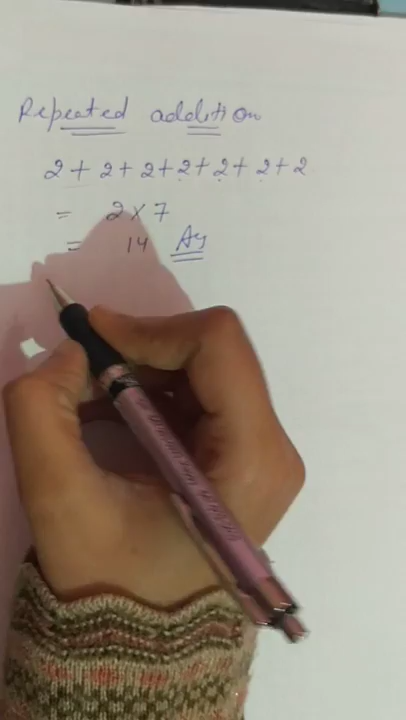 Repeated addition
2 + 2 + 2 + 2 + 2 + 2 + 2
= 2 × 7
= 14 Ans